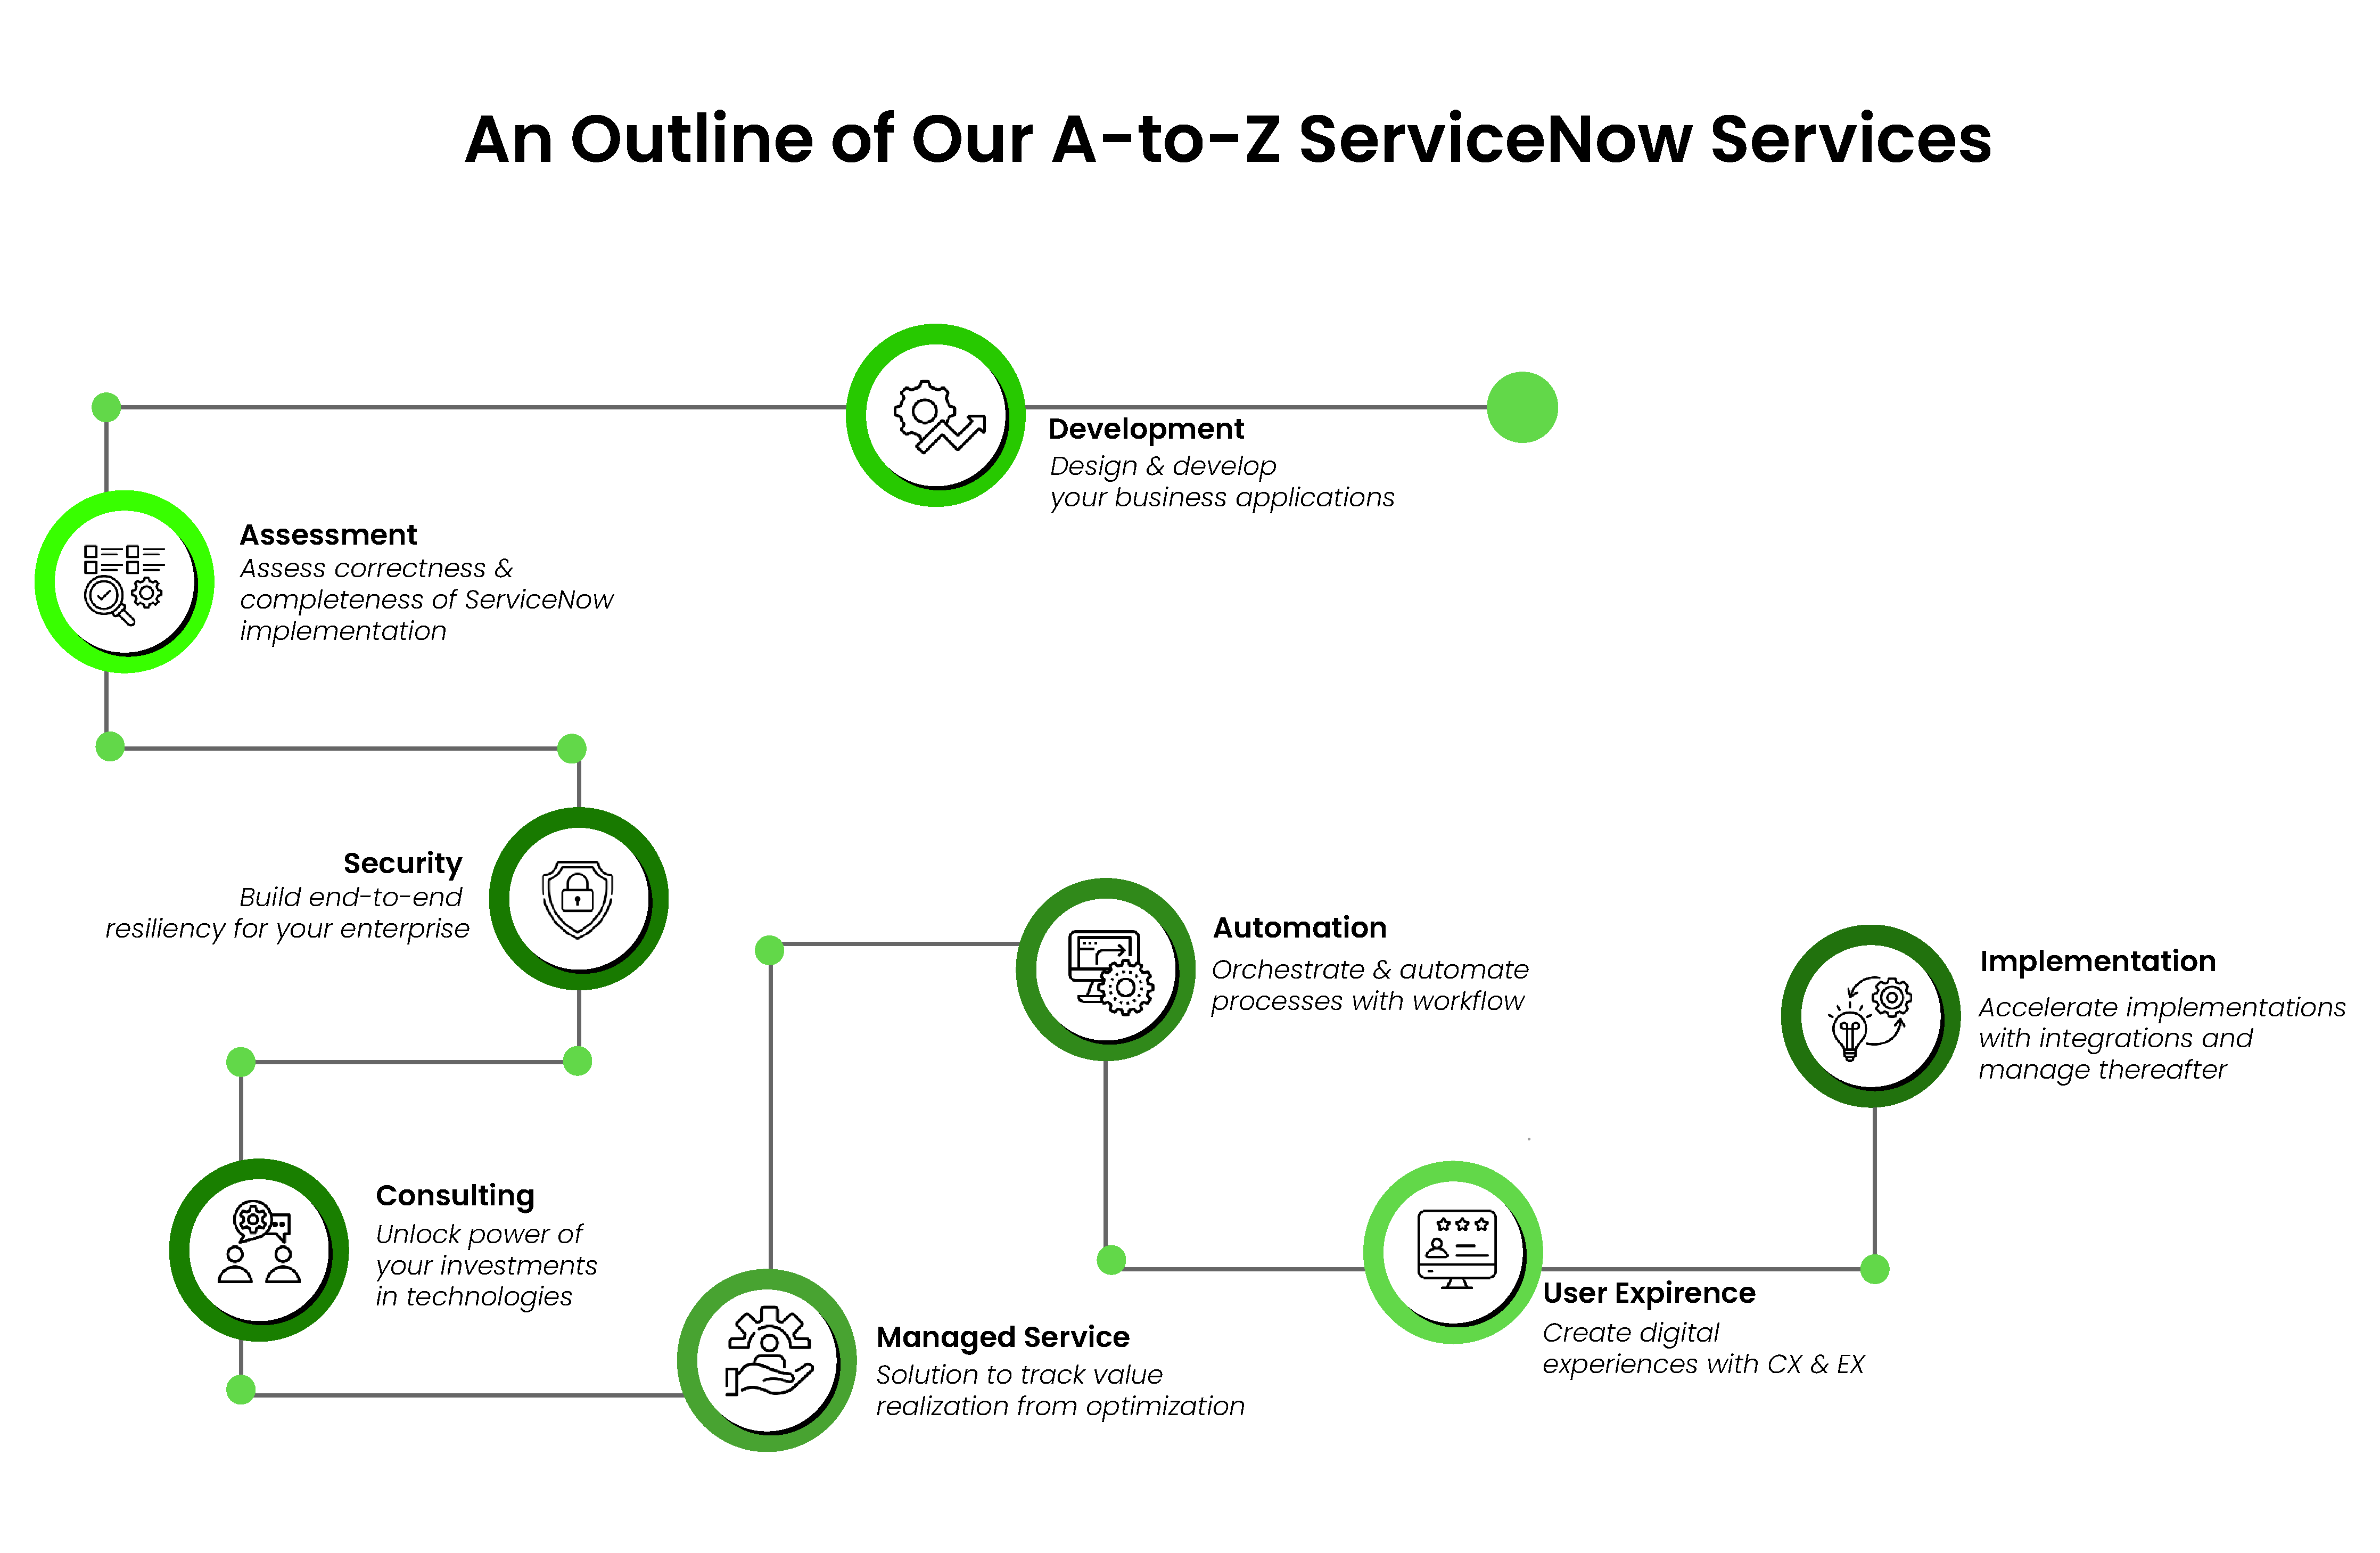 An Outline of Our A-to-Z ServiceNow Services
Development
Design & develop
your business applications
Assessment
Assess correctness &
completeness of ServiceNow
implementation
Security
Build end-to-end
resiliency for your enterprise
Automation
Orchestrate & automate
processes with workflow
Implementation
Accelerate implementations
with integrations and
manage thereafter
Consulting
Unlock power of
your investments
in technologies
Managed Service
Solution to track value
realization from optimization
User Expirence
Create digital
experiences with CX & EX